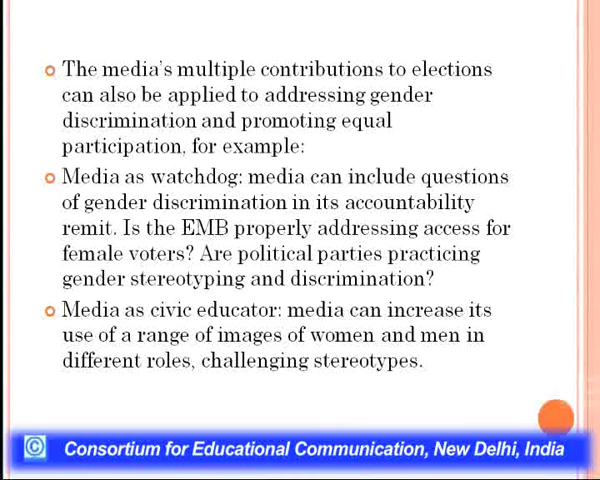 The media's multiple contributions to elections
can also be applied to addressing gender
discrimination and promoting equal
participation, for example:
Media as watchdog: media can include questions
of gender discrimination in its accountability
remit. Is the EMB properly addressing access for
female voters? Are political parties practicing
gender stereotyping and discrimination?
Media as civic educator: media can increase its
use of a range of images of women and men in
different roles, challenging stereotypes.
© Consortium for Educational Communication, New Delhi, India